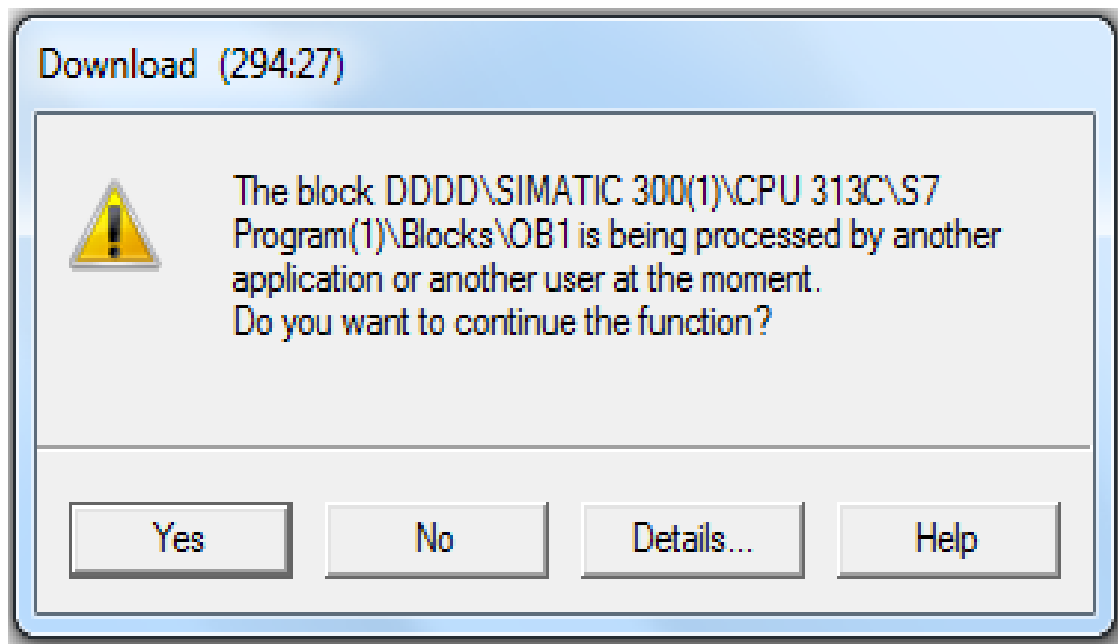 Download (294:27)
The block DDDD\SIMATIC 300(1)\CPU 313C\S7
Program(1)\Blocks\OB1 is being processed by another
application or another user at the moment.
Do you want to continue the function?
Yes
No
Details...
Help